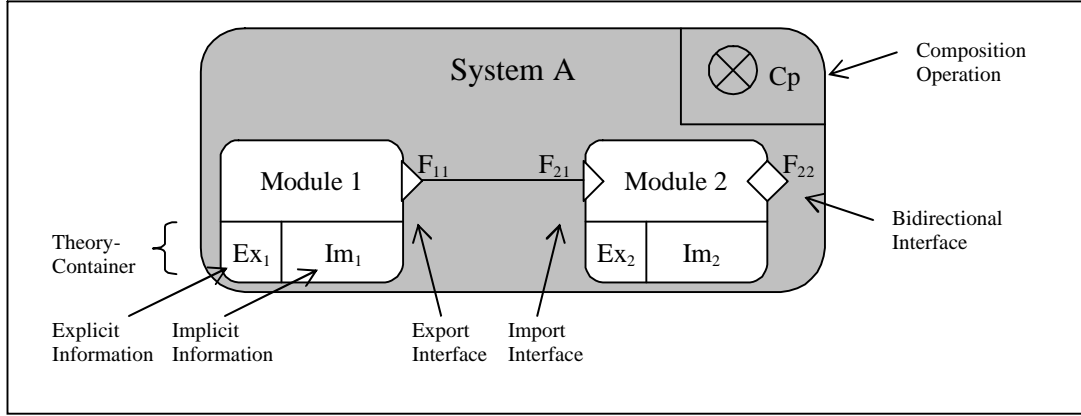 System A
Cp
Composition
Operation
Module 1
F₁₁
F₂₁
Module 2
F₂₂
Bidirectional
Interface
Theory-
Container
Ex₁
Im₁
Ex₂
Im₂
Explicit
Information
Implicit
Information
Export
Interface
Import
Interface